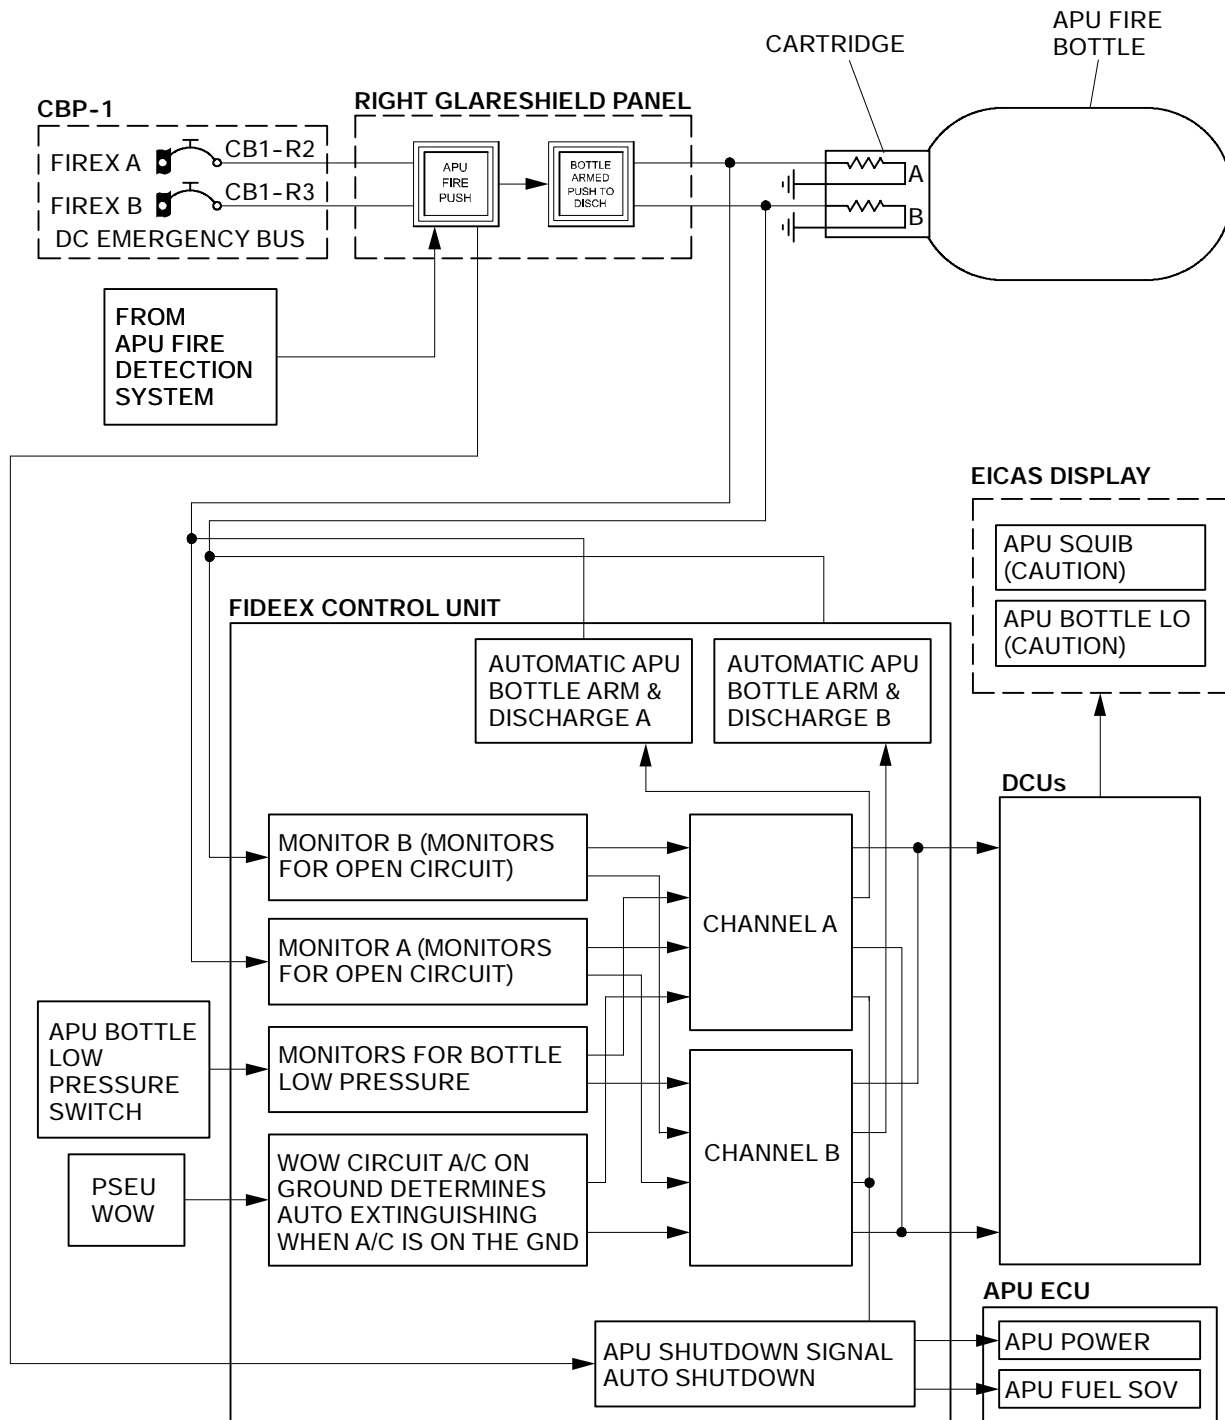 APU FIRE
BOTTLE
CARTRIDGE
CBP-1
RIGHT GLARESHIELD PANEL
FIREX A
CB1-R2
FIREX B
CB1-R3
DC EMERGENCY BUS
APU
FIRE
PUSH
BOTTLE
ARMED
PUSH TO
DISCH
A
B
FROM
APU FIRE
DETECTION
SYSTEM
EICAS DISPLAY
APU SQUIB
(CAUTION)
APU BOTTLE LO
(CAUTION)
FIDEEX CONTROL UNIT
AUTOMATIC APU
BOTTLE ARM &
DISCHARGE A
AUTOMATIC APU
BOTTLE ARM &
DISCHARGE B
DCUs
MONITOR B (MONITORS
FOR OPEN CIRCUIT)
MONITOR A (MONITORS
FOR OPEN CIRCUIT)
CHANNEL A
APU BOTTLE
LOW
PRESSURE
SWITCH
MONITORS FOR BOTTLE
LOW PRESSURE
CHANNEL B
PSEU
WOW
WOW CIRCUIT A/C ON
GROUND DETERMINES
AUTO EXTINGUISHING
WHEN A/C IS ON THE GND
APU SHUTDOWN SIGNAL
AUTO SHUTDOWN
APU ECU
APU POWER
APU FUEL SOV